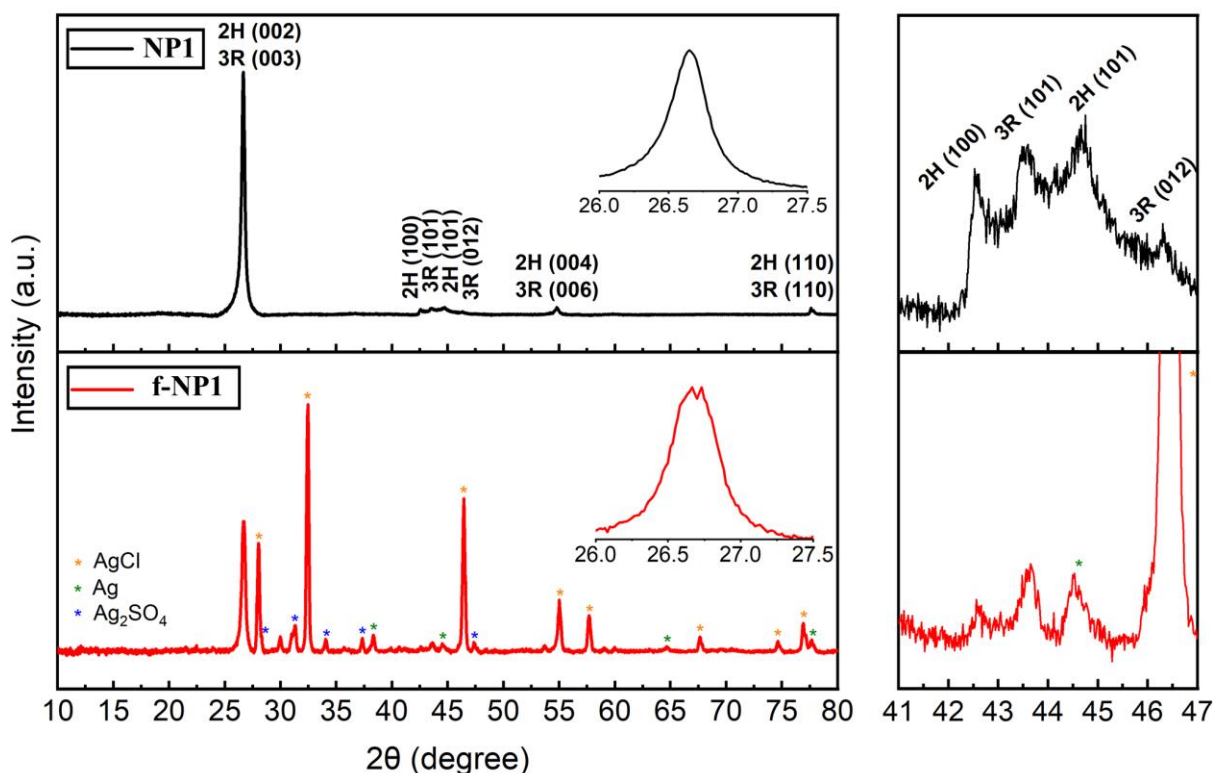 NP1
2H (002)
3R (003)
2H (100)
3R (101)
2H (101)
3R (012)
2H (004)
3R (006)
2H (110)
3R (110)
26.0 26.5 27.0 27.5
2H (100)
3R (101)
2H (101)
3R (012)
Intensity (a.u.)
f-NP1
*
* AgCl
* Ag
* Ag₂SO₄
26.0 26.5 27.0 27.5
10 15 20 25 30 35 40 45 50 55 60 65 70 75 80
41 42 43 44 45 46 47
2θ (degree)